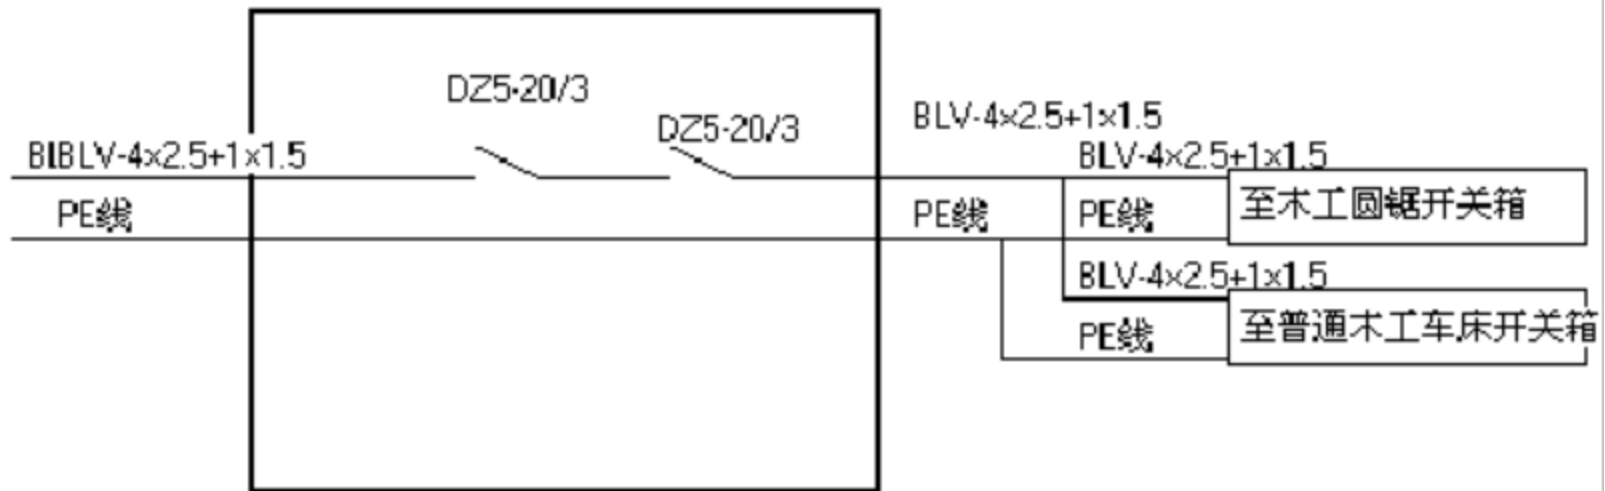 DZ5-20/3
DZ5-20/3
BLV-4×2.5+1×1.5
BLBLV-4×2.5+1×1.5
BLV-4×2.5+1×1.5
PE线
PE线
PE线
至木工圆锯开关箱
BLV-4×2.5+1×1.5
PE线
至普通木工车床开关箱